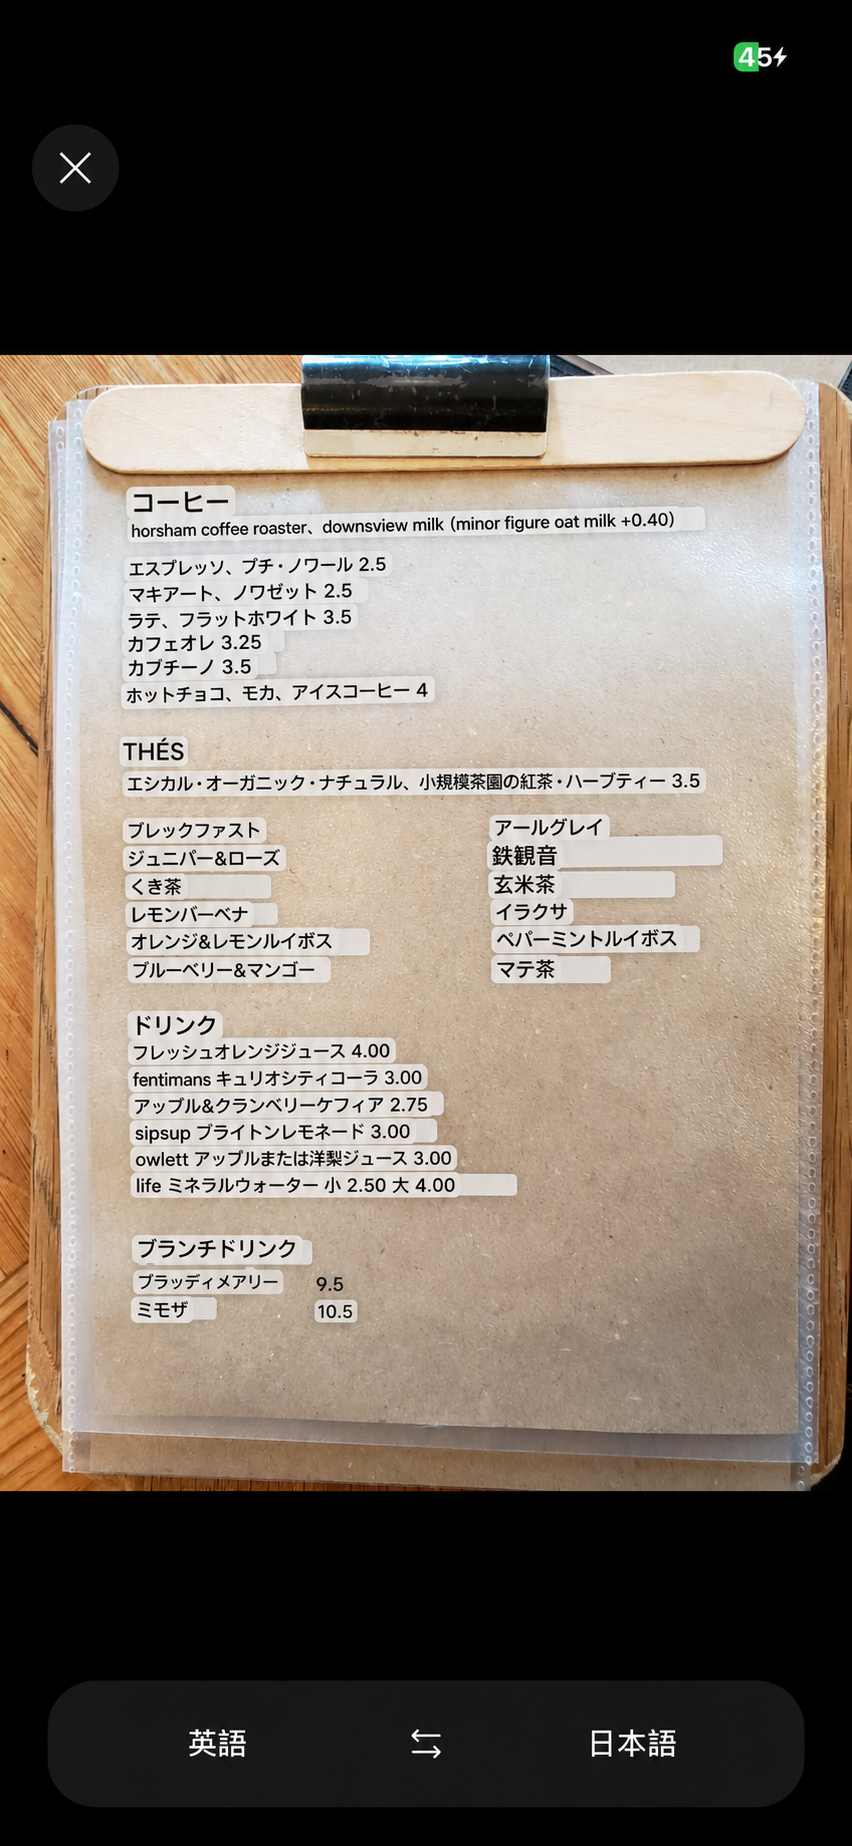 45
コーヒー
horsham coffee roaster、downsview milk (minor figure oat milk +0.40)
エスプレッソ、プチ・ノワール 2.5
マキアート、ノワゼット 2.5
ラテ、フラットホワイト 3.5
カフェオレ 3.25
カプチーノ 3.5
ホットチョコ、モカ、アイスコーヒー 4
THÉS
エシカル・オーガニック・ナチュラル、小規模茶園の紅茶・ハーブティー 3.5
ブレックファスト
ジュニパー&ローズ
くき茶
レモンバーベナ
オレンジ&レモンルイボス
ブルーベリー&マンゴー
アールグレイ
鉄観音
玄米茶
イラクサ
ペパーミントルイボス
マテ茶
ドリンク
フレッシュオレンジジュース 4.00
fentimans キュリオシティコーラ 3.00
アップル&クランベリーケフィア 2.75
sipsup ブライトンレモネード 3.00
owlett アップルまたは洋梨ジュース 3.00
life ミネラルウォーター 小 2.50 大 4.00
ブランチドリンク
ブラッディメアリー 9.5
ミモザ 10.5
英語
日本語